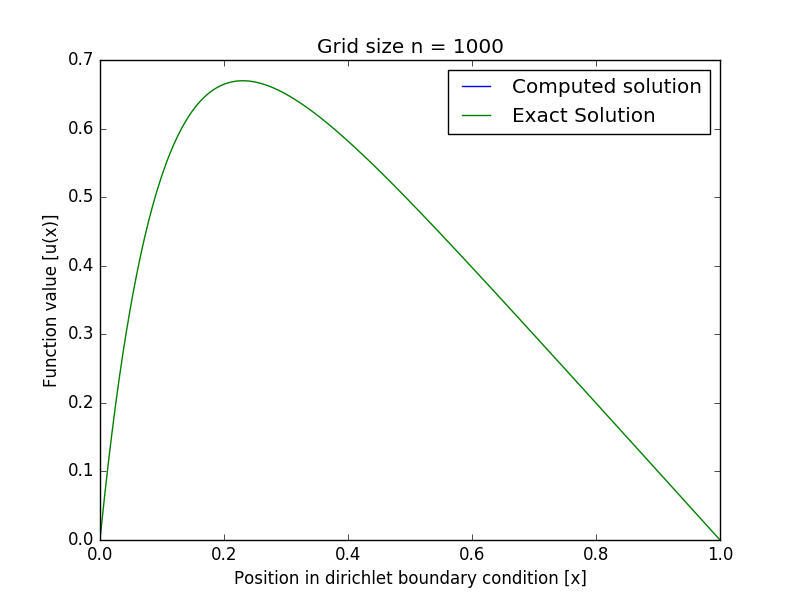 Grid size n = 1000
Computed solution
Exact Solution
Function value [u(x)]
0.7
0.6
0.5
0.4
0.3
0.2
0.1
0.0
0.0 0.2 0.4 0.6 0.8 1.0
Position in dirichlet boundary condition [x]